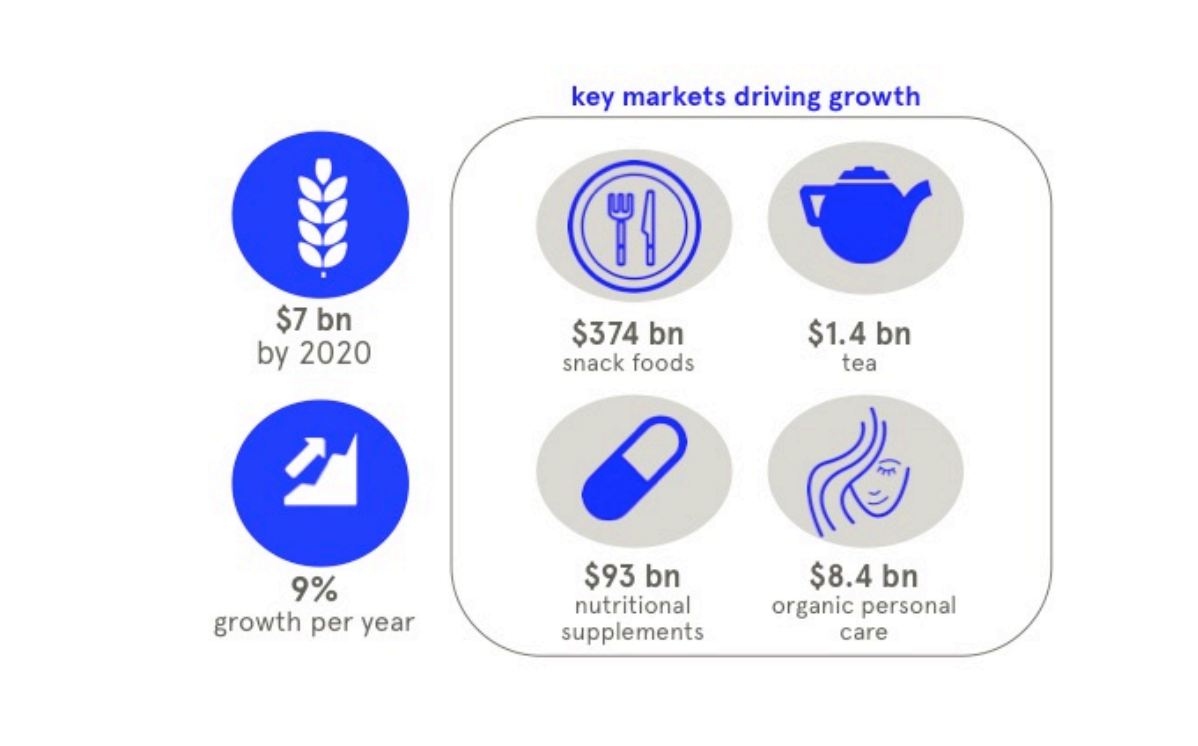 key markets driving growth
$7 bn
by 2020
9%
growth per year
$374 bn
snack foods
$1.4 bn
tea
$93 bn
nutritional
supplements
$8.4 bn
organic personal
care